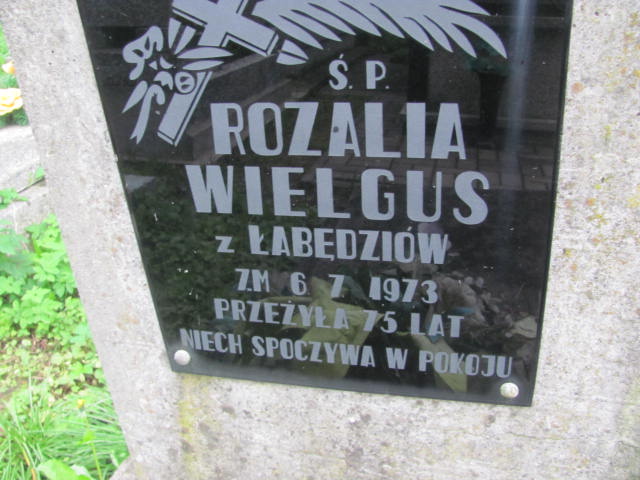 Ś. P.
ROZALIA
WIELGUS
z ŁABĘDZIÓW
ZM 6 7 1973
PRZEŻYŁA 75 LAT
NIECH SPOCZYWA W POKOJU